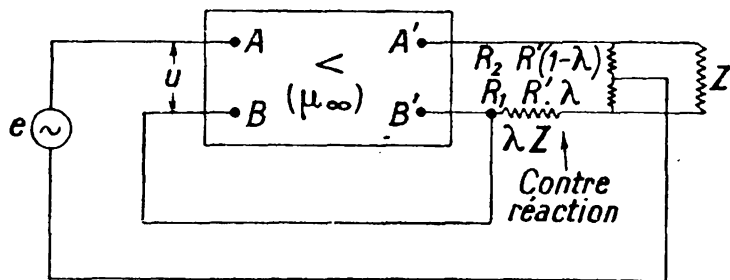 A
A'
u
<
(μ∞)
R₂ R'(1-λ)
Z
B
B'
R₁ R'.λ
e
~
λZ
Contre
réaction